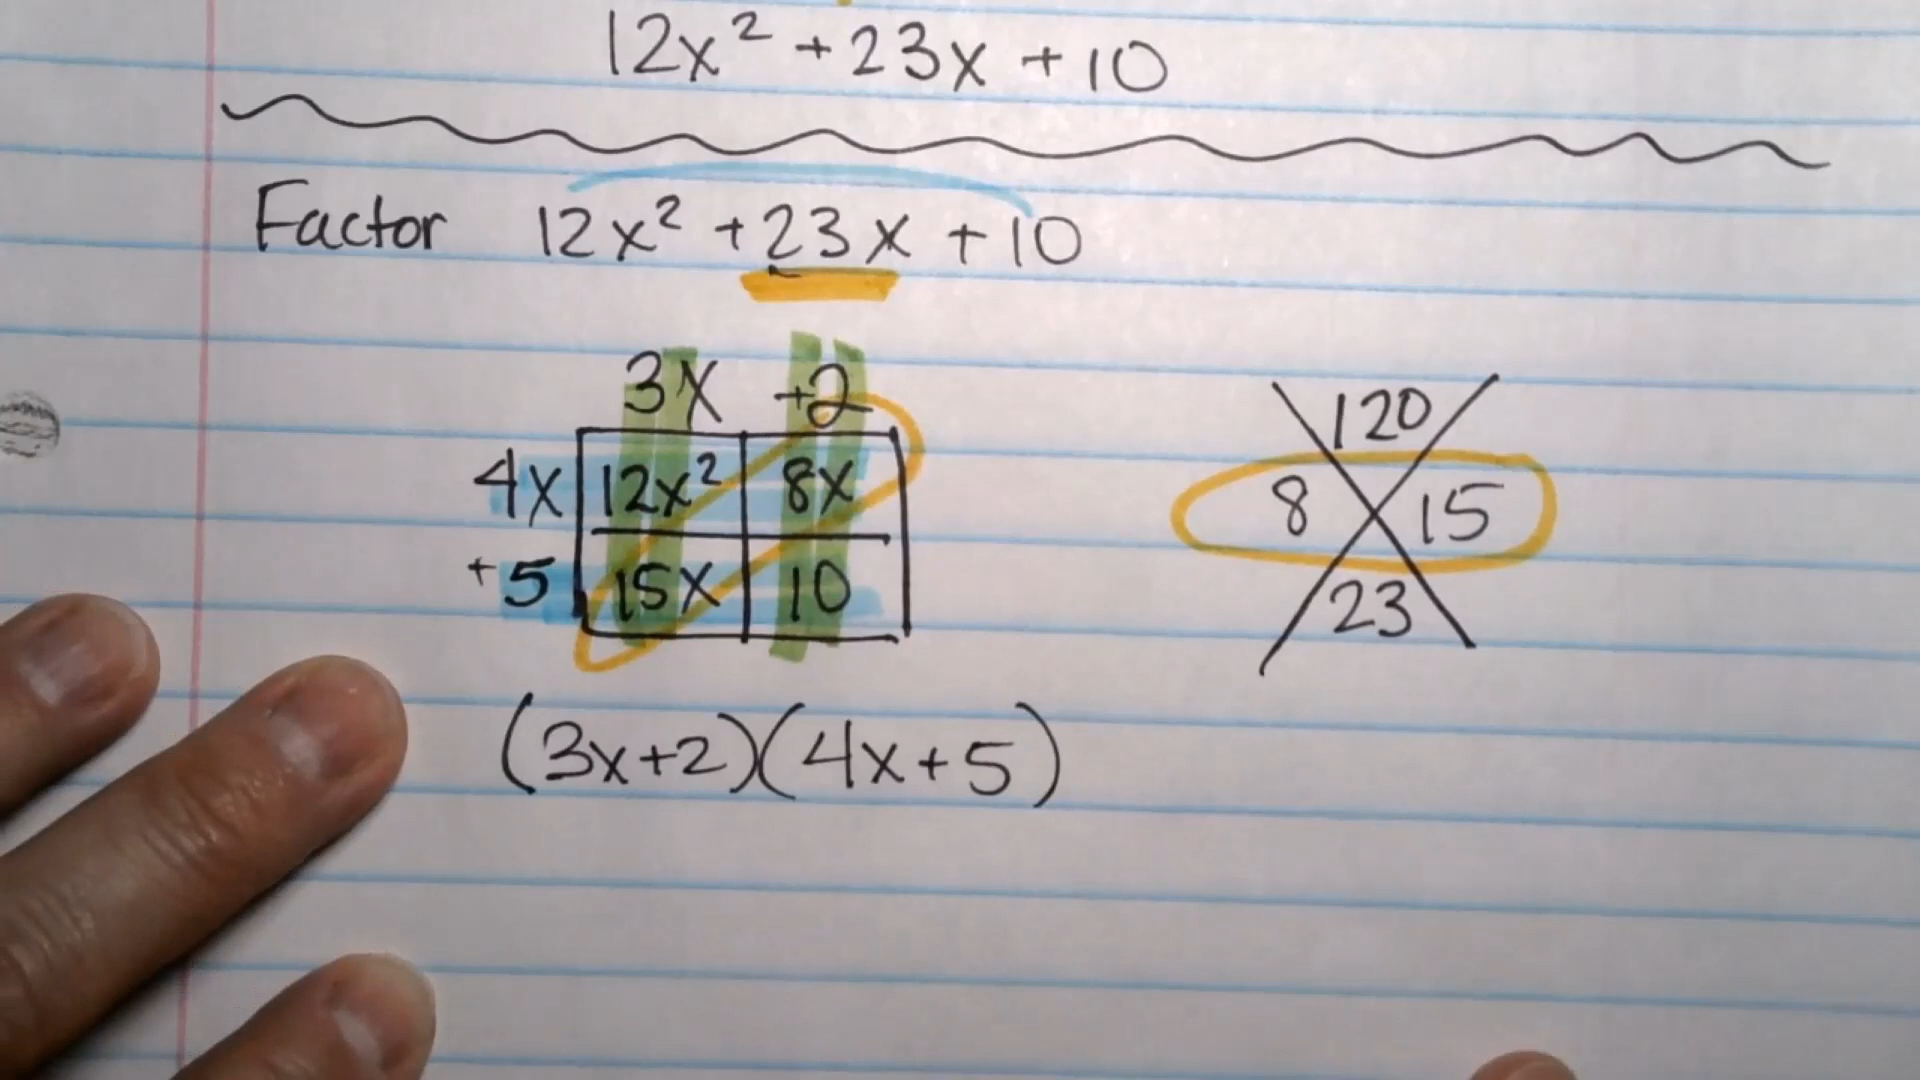 12x² + 23x + 10
Factor 12x² + 23x + 10
3x +2
4x 12x² 8x
+5 15x 10
120
8 15
23
(3x+2)(4x+5)